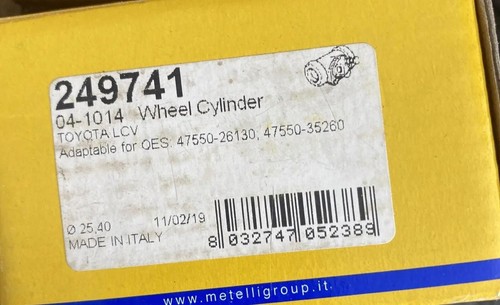 249741
04-1014 Wheel Cylinder
TOYOTA LCV
Adaptable for OES: 47550-26130, 47550-35260
Ø 25,40 11/02/19
MADE IN ITALY
8 032747 052389
www.metelligroup.it